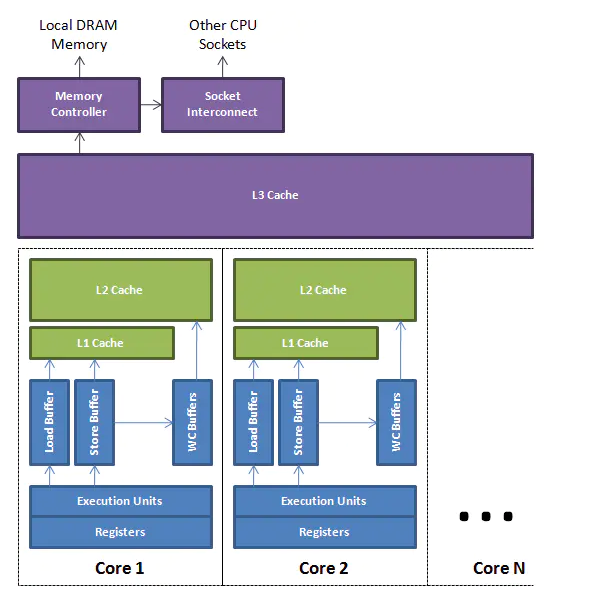 Local DRAM
Memory
Other CPU
Sockets
Memory
Controller
Socket
Interconnect
L3 Cache
L2 Cache
L1 Cache
Load Buffer
Store Buffer
WC Buffers
Execution Units
Registers
Core 1
L2 Cache
L1 Cache
Load Buffer
Store Buffer
WC Buffers
Execution Units
Registers
Core 2
...
Core N